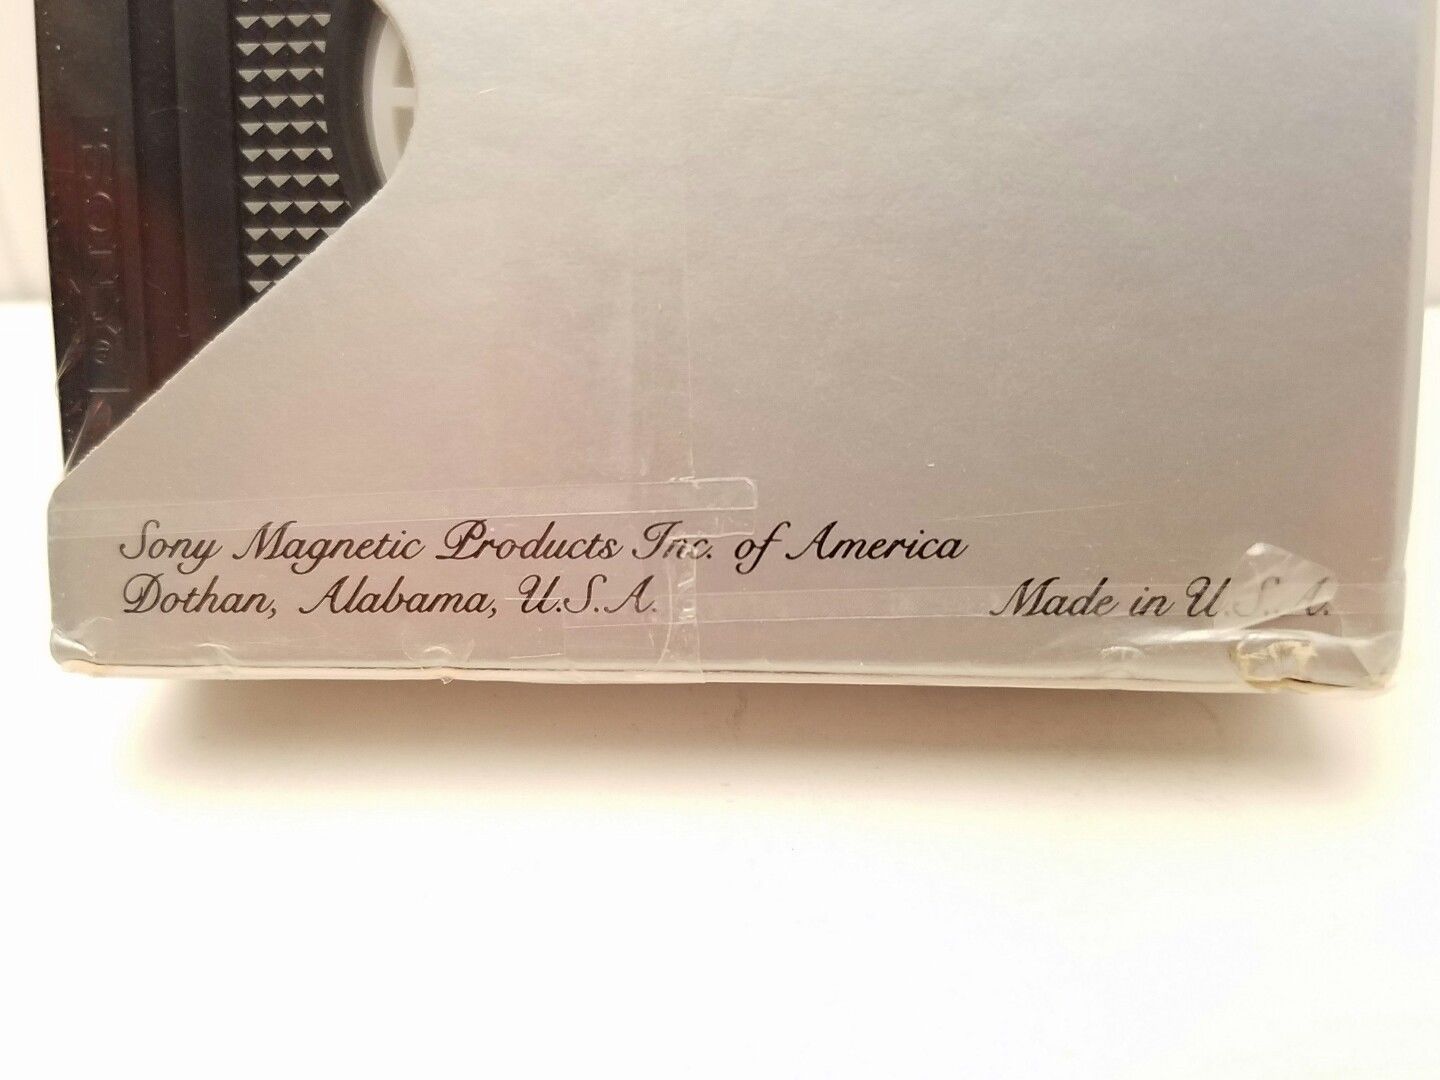 Sony Magnetic Products Inc. of America
Dothan, Alabama, U.S.A.
Made in U.S.A.